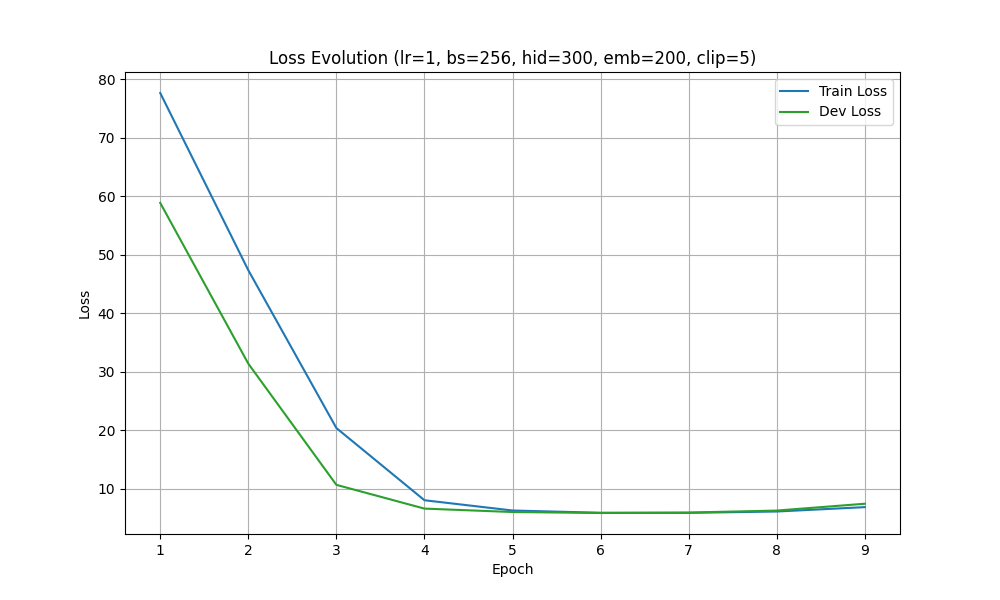 Loss Evolution (lr=1, bs=256, hid=300, emb=200, clip=5)
Train Loss
Dev Loss
80
70
60
50
40
30
20
10
Loss
1 2 3 4 5 6 7 8 9
Epoch